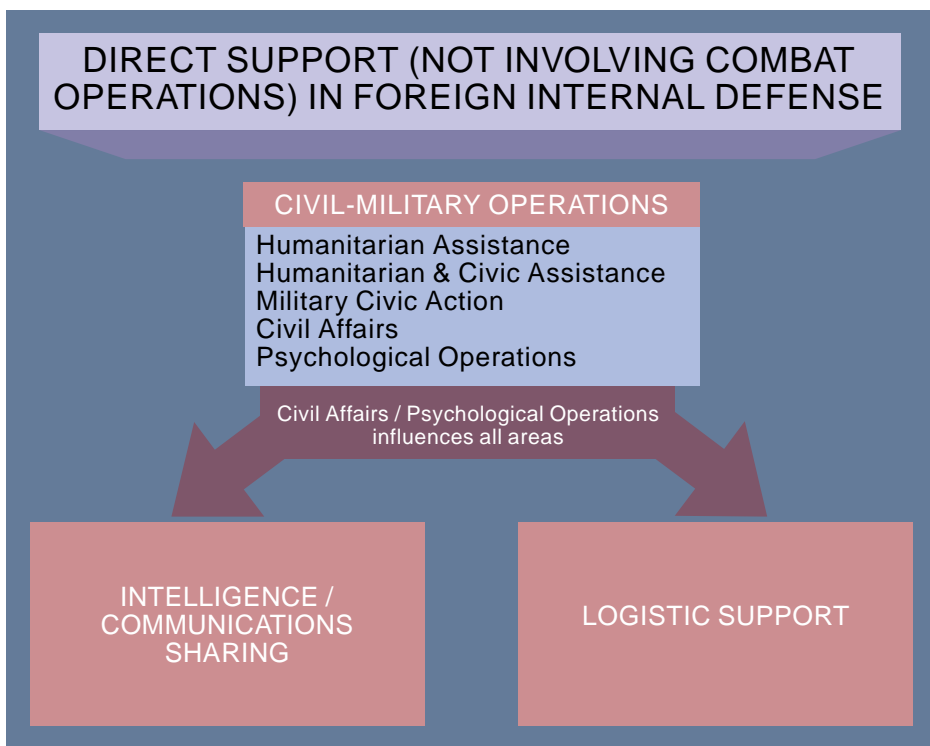 DIRECT SUPPORT (NOT INVOLVING COMBAT
OPERATIONS) IN FOREIGN INTERNAL DEFENSE
CIVIL-MILITARY OPERATIONS
Humanitarian Assistance
Humanitarian & Civic Assistance
Military Civic Action
Civil Affairs
Psychological Operations
Civil Affairs / Psychological Operations
influences all areas
INTELLIGENCE /
COMMUNICATIONS
SHARING
LOGISTIC SUPPORT